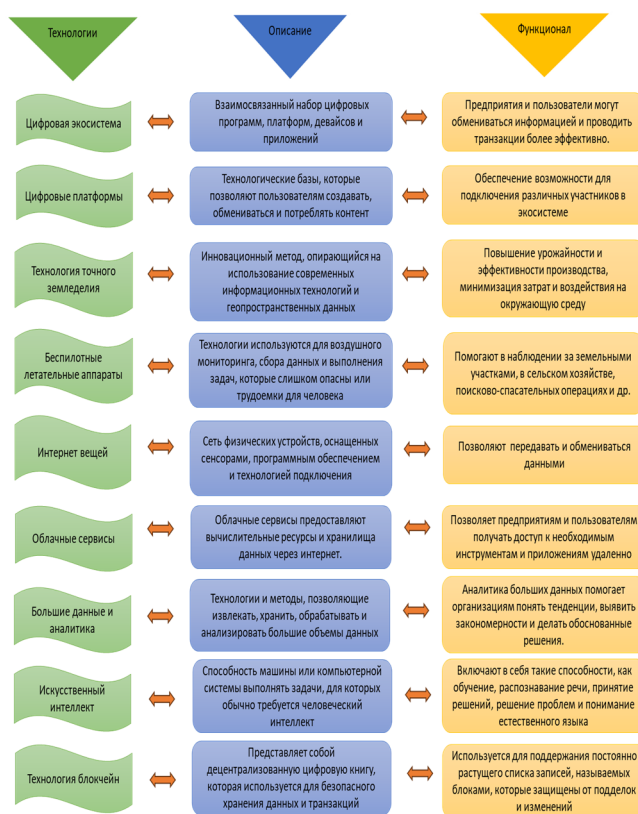 Технологии
Описание
Функционал
Цифровая экосистема
Взаимосвязанный набор цифровых
программ, платформ, девайсов и
приложений
Предприятия и пользователи могут
обмениваться информацией и проводить
транзакции более эффективно.
Цифровые платформы
Технологические базы, которые
позволяют пользователям создавать,
обмениваться и потреблять контент
Обеспечение возможности для
подключения различных участников в
экосистеме
Технология точного
земледелия
Инновационный метод, опирающийся на
использование современных
информационных технологий и
геопространственных данных
Повышение урожайности и
эффективности производства,
минимизация затрат и воздействия на
окружающую среду
Беспилотные
летательные аппараты
Технологии используются для воздушного
мониторинга, сбора данных и выполнения
задач, которые слишком опасны или
трудоемки для человека
Помогают в наблюдении за земельными
участками, в сельском хозяйстве,
поисково-спасательных операциях и др.
Интернет вещей
Сеть физических устройств, оснащенных
сенсорами, программным обеспечением
и технологией подключения
Позволяют передавать и обмениваться
данными
Облачные сервисы
Облачные сервисы предоставляют
вычислительные ресурсы и хранилища
данных через интернет.
Позволяет предприятиям и пользователям
получать доступ к необходимым
инструментам и приложениям удаленно
Большие данные и
аналитика
Технологии и методы, позволяющие
извлекать, хранить, обрабатывать и
анализировать большие объемы данных
Аналитика больших данных помогает
организациям понять тенденции, выявить
закономерности и делать обоснованные
решения.
Искусственный
интеллект
Способность машины или компьютерной
системы выполнять задачи, для которых
обычно требуется человеческий
интеллект
Включают в себя такие способности, как
обучение, распознавание речи, принятие
решений, решение проблем и понимание
естественного языка
Технология блокчейн
Представляет собой
децентрализованную цифровую книгу,
которая используется для безопасного
хранения данных и транзакций
Используется для поддержания постоянно
растущего списка записей, называемых
блоками, которые защищены от подделок
и изменений